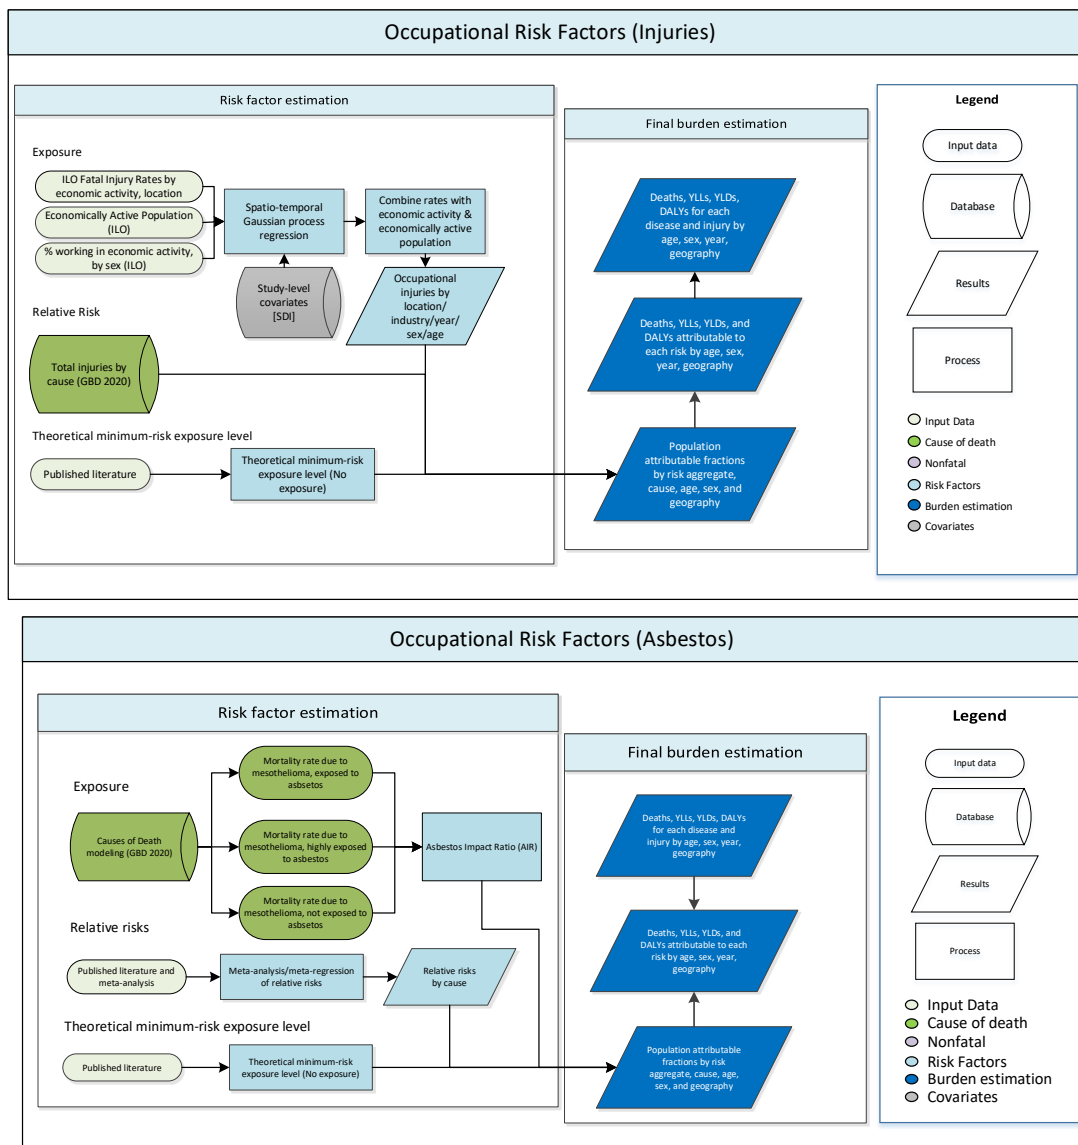 Occupational Risk Factors (Injuries)
Risk factor estimation
Exposure
ILO Fatal Injury Rates by
economic activity, location
Economically Active Population
(ILO)
% working in economic activity,
by sex (ILO)
Spatio-temporal
Gaussian process
regression
Combine rates with
economic activity &
economically active
population
Study-level
covariates
[SDI]
Occupational
injuries by
location/
industry/year/
sex/age
Relative Risk
Total injuries by
cause (GBD 2020)
Theoretical minimum-risk exposure level
Published literature
Theoretical minimum-risk
exposure level (No
exposure)
Final burden estimation
Deaths, YLLs, YLDs,
DALYs for each
disease and injury by
age, sex, year,
geography
Deaths, YLLs, YLDs, and
DALYs attributable to
each risk by age, sex,
year, geography
Population
attributable fractions
by risk aggregate,
cause, age, sex, and
geography
Legend
Input data
Database
Results
Process
Input Data
Cause of death
Nonfatal
Risk Factors
Burden estimation
Covariates
Occupational Risk Factors (Asbestos)
Risk factor estimation
Exposure
Causes of Death
modeling (GBD 2020)
Mortality rate due to
mesothelioma, exposed to
asbsetos
Mortality rate due to
mesothelioma, highly exposed
to asbestos
Mortality rate due to
mesothelioma, not exposed to
asbsetos
Asbestos Impact Ratio (AIR)
Relative risks
Published literature and
meta-analysis
Meta-analysis/meta-regression
of relative risks
Relative risks
by cause
Theoretical minimum-risk exposure level
Published literature
Theoretical minimum-risk
exposure level (No exposure)
Final burden estimation
Deaths, YLLs, YLDs, DALYs
for each disease and
injury by age, sex, year,
geography
Deaths, YLLs, YLDs, and
DALYs attributable to each
risk by age, sex, year,
geography
Population attributable
fractions by risk
aggregate, cause, age,
sex, and geography
Legend
Input data
Database
Results
Process
Input Data
Cause of death
Nonfatal
Risk Factors
Burden estimation
Covariates